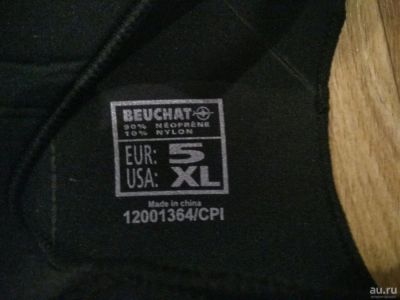 BEUCHAT
90% NÉOPRÈNE
10% NYLON
EUR: 5
USA: XL
Made in china
12001364/CPI
au.ru